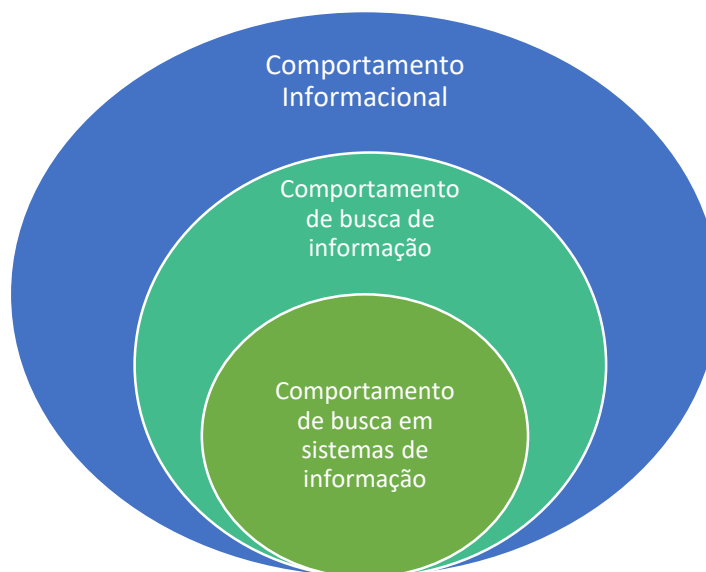 Comportamento
Informacional
Comportamento
de busca de
informação
Comportamento
de busca em
sistemas de
informação